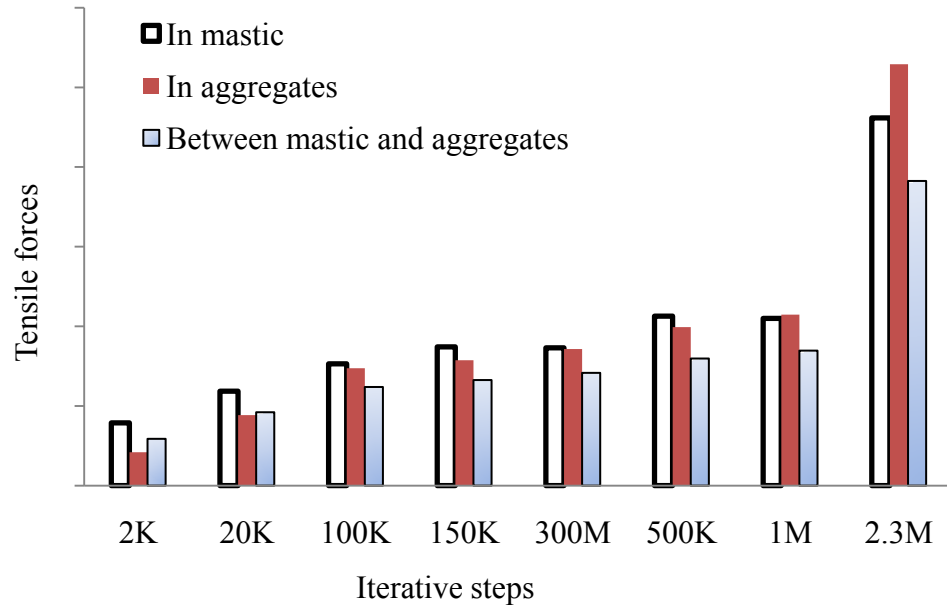 In mastic
In aggregates
Between mastic and aggregates
Tensile forces
2K 20K 100K 150K 300M 500K 1M 2.3M
Iterative steps